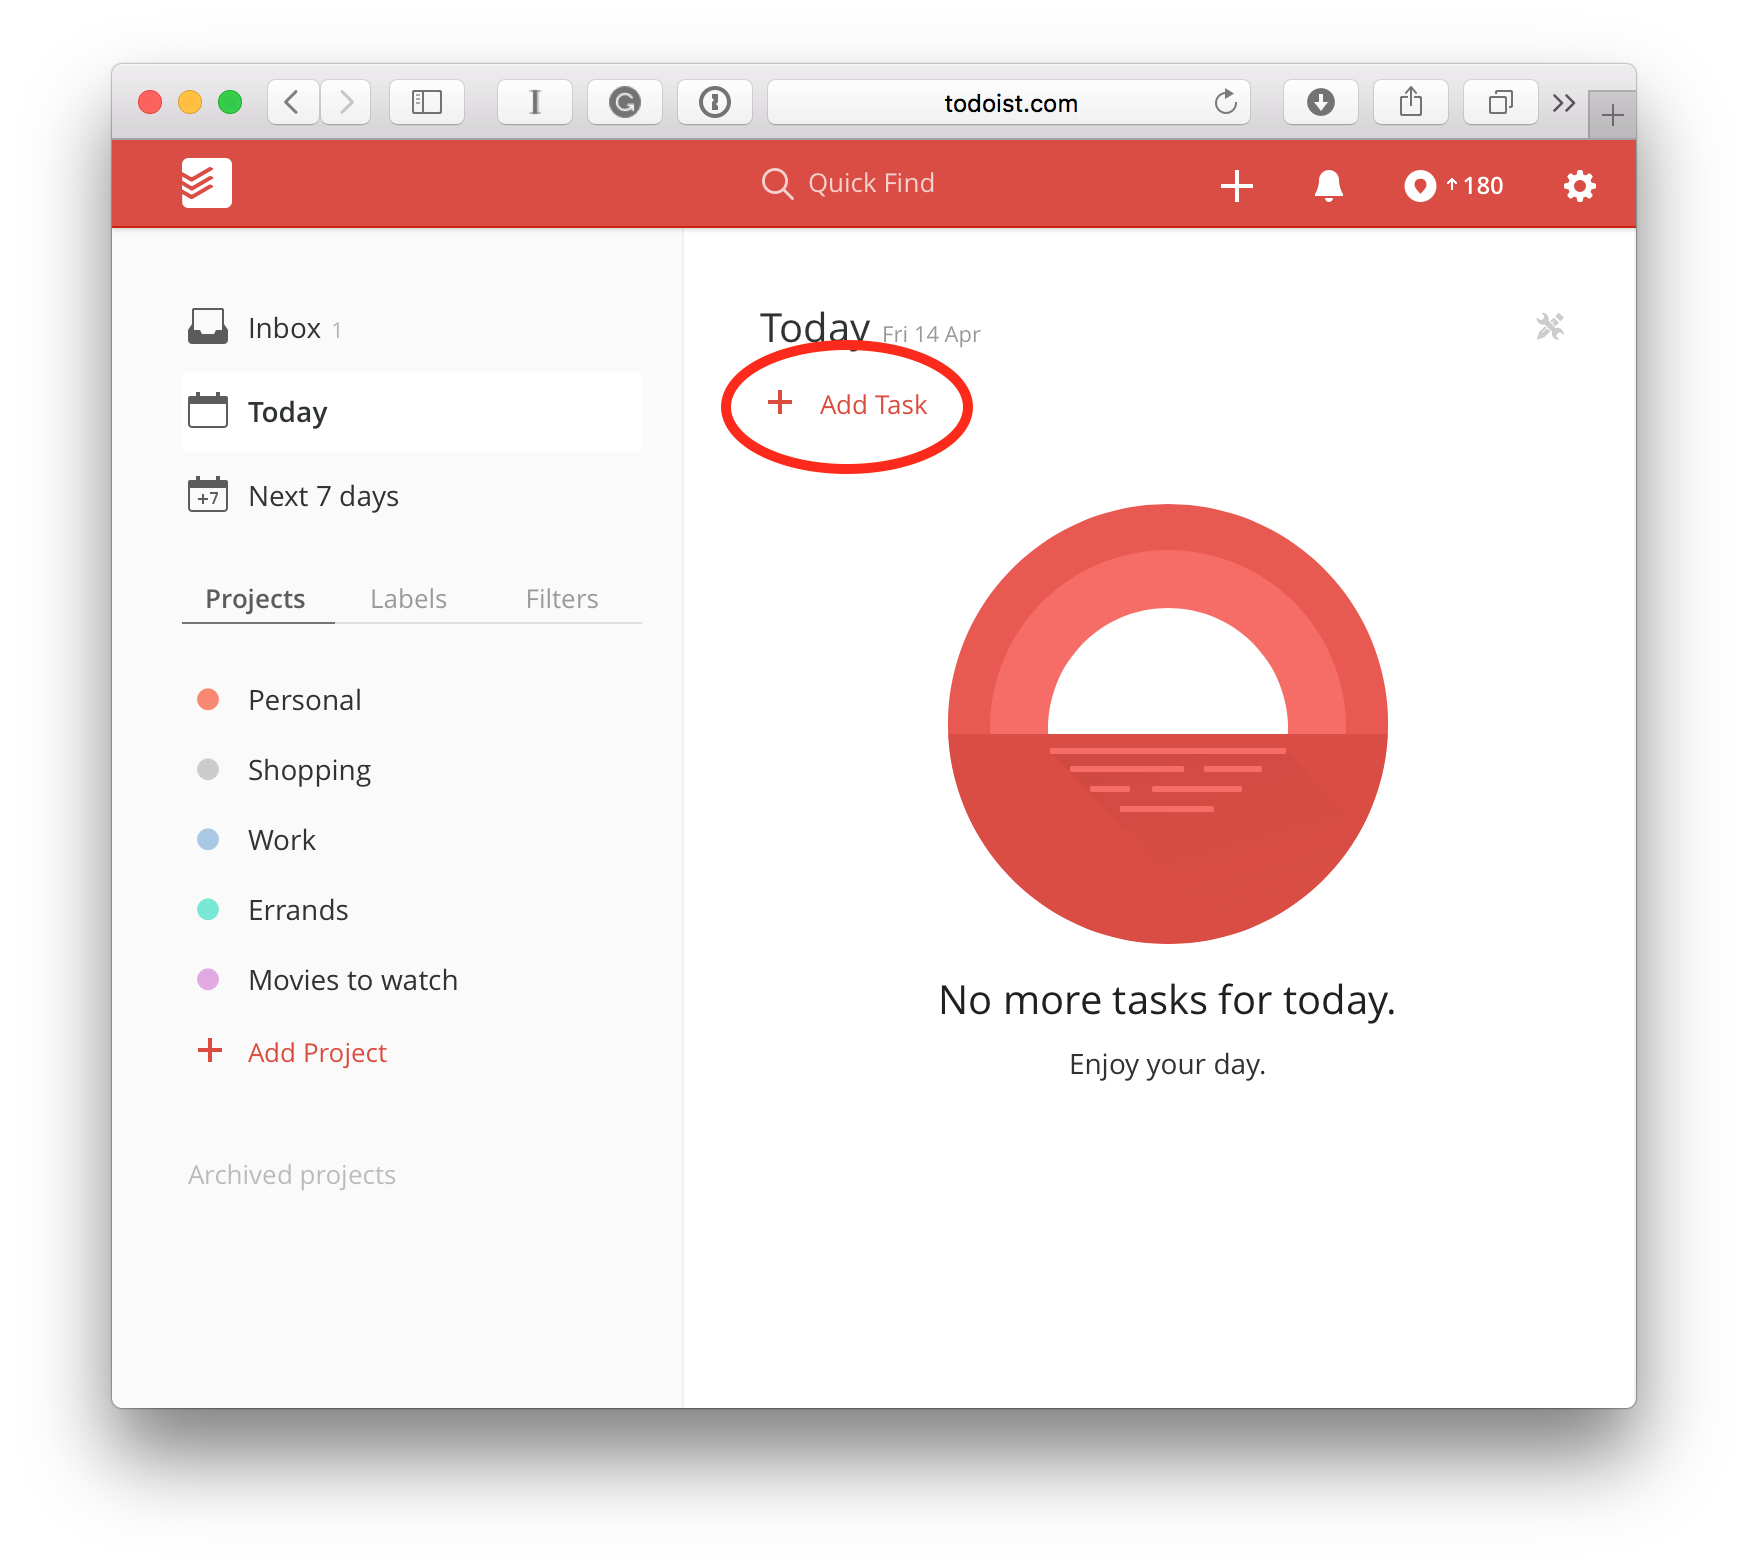 todoist.com
Quick Find
↑180
Inbox 1
Today
+7 Next 7 days
Projects Labels Filters
Personal
Shopping
Work
Errands
Movies to watch
+ Add Project
Archived projects
Today Fri 14 Apr
+ Add Task
No more tasks for today.
Enjoy your day.